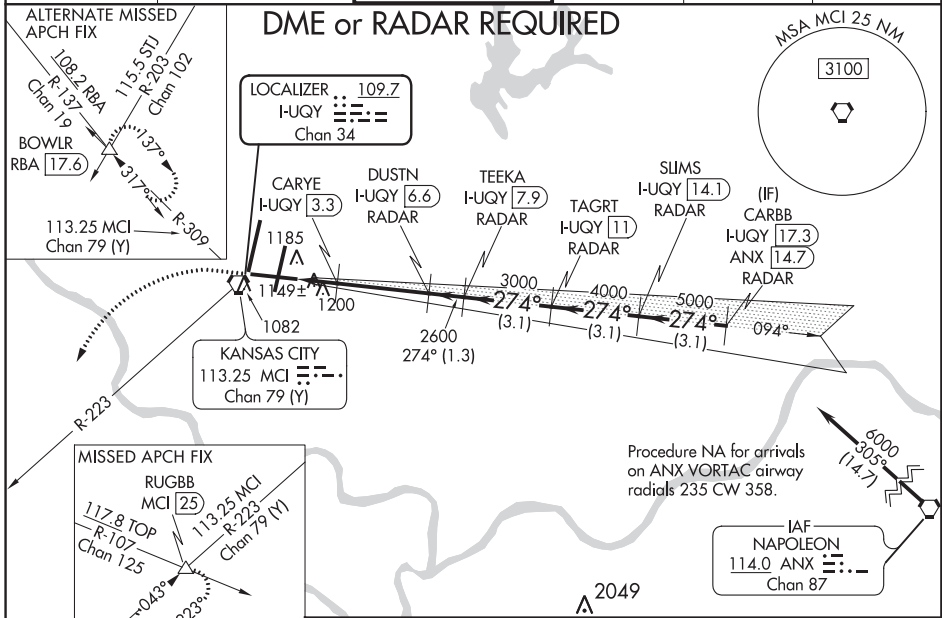 DME or RADAR REQUIRED
ALTERNATE MISSED
APCH FIX
108.2 RBA
R-137
Chan 19
115.5 STJ
R-203
Chan 102
BOWLR
RBA 17.6
137°
317°
R-309
113.25 MCI
Chan 79 (Y)
LOCALIZER 109.7
I-UQY
Chan 34
MSA MCI 25 NM
3100
CARYE
I-UQY 3.3
DUSTN
I-UQY 6.6
RADAR
TEEKA
I-UQY 7.9
RADAR
TAGRT
I-UQY 11
RADAR
SLIMS
I-UQY 14.1
RADAR
(IF)
CARBB
I-UQY 17.3
ANX 14.7
RADAR
1185
1149±
1200
1082
3000
274°
(3.1)
4000
274°
(3.1)
5000
274°
(3.1)
094°
2600
274° (1.3)
KANSAS CITY
113.25 MCI
Chan 79 (Y)
R-223
MISSED APCH FIX
RUGBB
MCI 25
117.8 TOP
R-107
Chan 125
113.25 MCI
R-223
Chan 79 (Y)
043°
223°
Procedure NA for arrivals
on ANX VORTAC airway
radials 235 CW 358.
6000
305°
(14.7)
IAF
NAPOLEON
114.0 ANX
Chan 87
2049